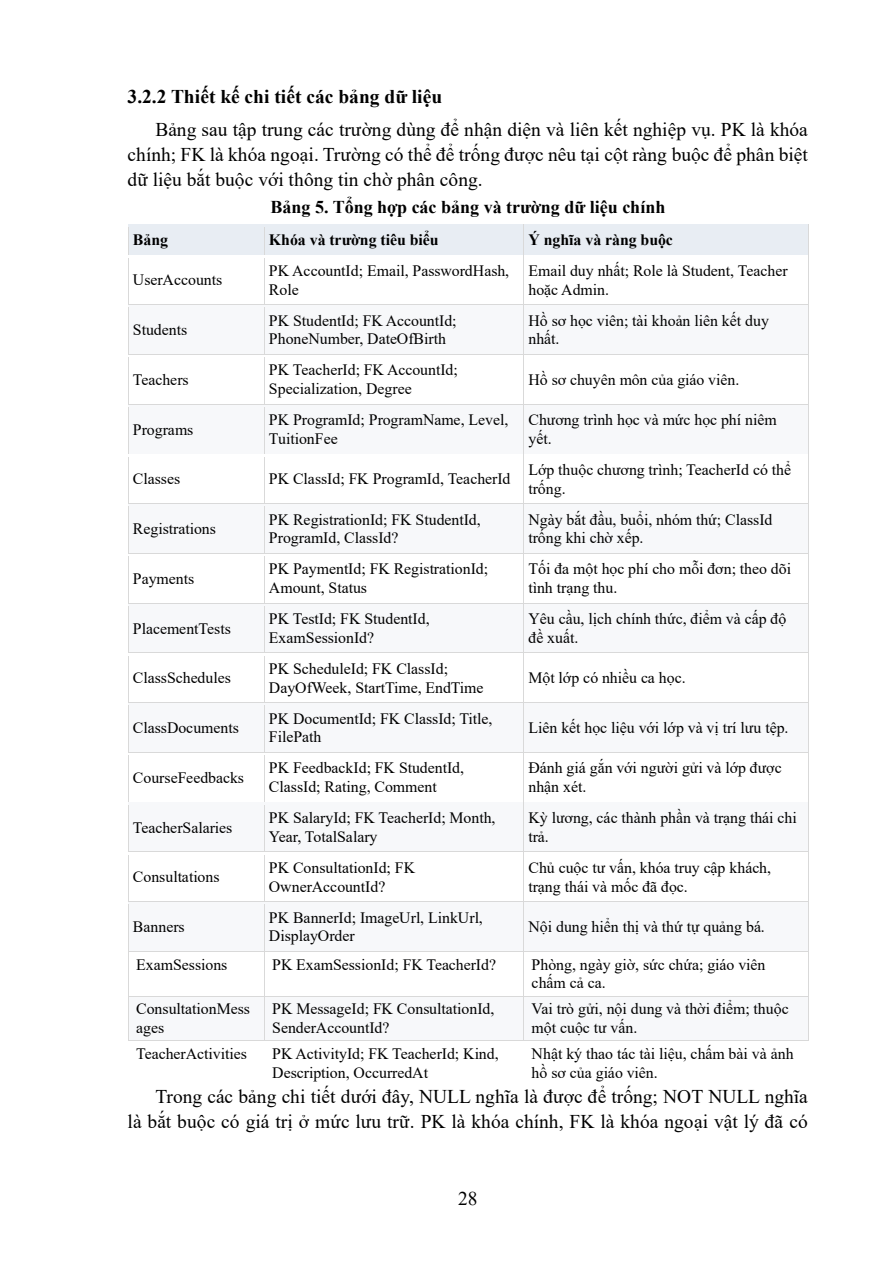 3.2.2 Thiết kế chi tiết các bảng dữ liệu
Bảng sau tập trung các trường dùng để nhận diện và liên kết nghiệp vụ. PK là khóa
chính; FK là khóa ngoại. Trường có thể để trống được nêu tại cột ràng buộc để phân biệt
dữ liệu bắt buộc với thông tin chờ phân công.
Bảng 5. Tổng hợp các bảng và trường dữ liệu chính
Bảng Khóa và trường tiêu biểu Ý nghĩa và ràng buộc
UserAccounts
PK AccountId; Email, PasswordHash,
Role
Email duy nhất; Role là Student, Teacher
hoặc Admin.
Students
PK StudentId; FK AccountId;
PhoneNumber, DateOfBirth
Hồ sơ học viên; tài khoản liên kết duy
nhất.
Teachers
PK TeacherId; FK AccountId;
Specialization, Degree
Hồ sơ chuyên môn của giáo viên.
Programs
PK ProgramId; ProgramName, Level,
TuitionFee
Chương trình học và mức học phí niêm
yết.
Classes
PK ClassId; FK ProgramId, TeacherId
Lớp thuộc chương trình; TeacherId có thể
trống.
Registrations
PK RegistrationId; FK StudentId,
ProgramId, ClassId?
Ngày bắt đầu, buổi, nhóm thứ; ClassId
trống khi chờ xếp.
Payments
PK PaymentId; FK RegistrationId;
Amount, Status
Tối đa một học phí cho mỗi đơn; theo dõi
tình trạng thu.
PlacementTests
PK TestId; FK StudentId,
ExamSessionId?
Yêu cầu, lịch chính thức, điểm và cấp độ
đề xuất.
ClassSchedules
PK ScheduleId; FK ClassId;
DayOfWeek, StartTime, EndTime
Một lớp có nhiều ca học.
ClassDocuments
PK DocumentId; FK ClassId; Title,
FilePath
Liên kết học liệu với lớp và vị trí lưu tệp.
CourseFeedbacks
PK FeedbackId; FK StudentId,
ClassId; Rating, Comment
Đánh giá gắn với người gửi và lớp được
nhận xét.
TeacherSalaries
PK SalaryId; FK TeacherId; Month,
Year, TotalSalary
Kỳ lương, các thành phần và trạng thái chi
trả.
Consultations
PK ConsultationId; FK
OwnerAccountId?
Chủ cuộc tư vấn, khóa truy cập khách,
trạng thái và mốc đã đọc.
Banners
PK BannerId; ImageUrl, LinkUrl,
DisplayOrder
Nội dung hiển thị và thứ tự quảng bá.
ExamSessions
PK ExamSessionId; FK TeacherId?
Phòng, ngày giờ, sức chứa; giáo viên
chấm cả ca.
ConsultationMess
ages
PK MessageId; FK ConsultationId,
SenderAccountId?
Vai trò gửi, nội dung và thời điểm; thuộc
một cuộc tư vấn.
TeacherActivities
PK ActivityId; FK TeacherId; Kind,
Description, OccurredAt
Nhật ký thao tác tài liệu, chấm bài và ảnh
hồ sơ của giáo viên.
Trong các bảng chi tiết dưới đây, NULL nghĩa là được để trống; NOT NULL nghĩa
là bắt buộc có giá trị ở mức lưu trữ. PK là khóa chính, FK là khóa ngoại vật lý đã có
28